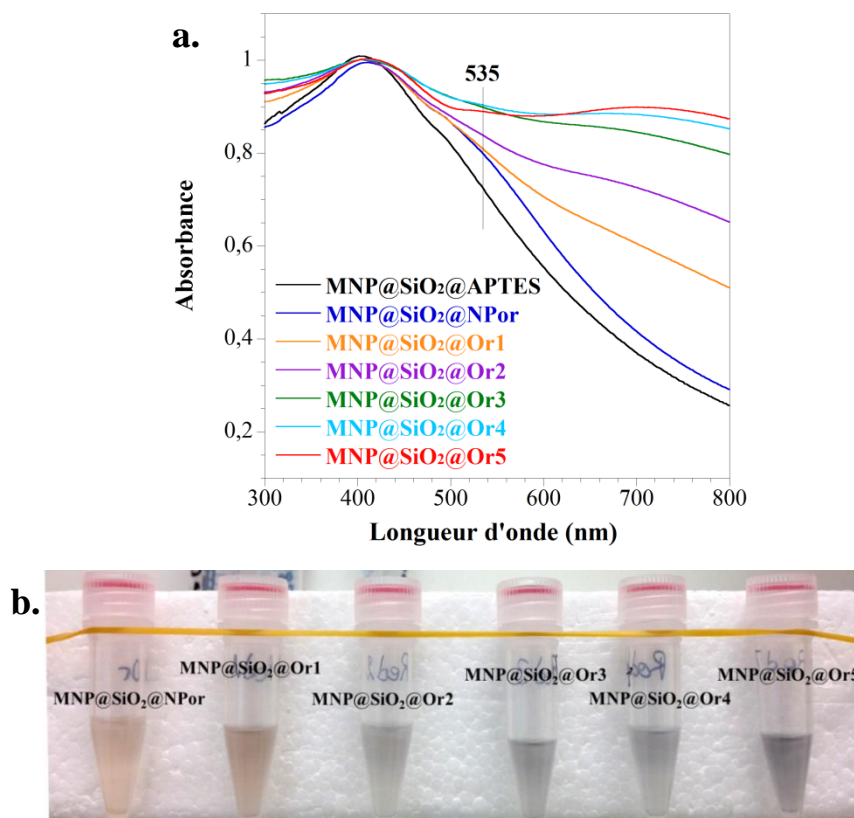 a.
1
0,8
0,6
0,4
0,2
535
Absorbance
MNP@SiO₂@APTES
MNP@SiO₂@NPor
MNP@SiO₂@Or1
MNP@SiO₂@Or2
MNP@SiO₂@Or3
MNP@SiO₂@Or4
MNP@SiO₂@Or5
300 400 500 600 700 800
Longueur d'onde (nm)
b.
MNP@SiO₂@NPor
MNP@SiO₂@Or1
MNP@SiO₂@Or2
MNP@SiO₂@Or3
MNP@SiO₂@Or4
MNP@SiO₂@Or5